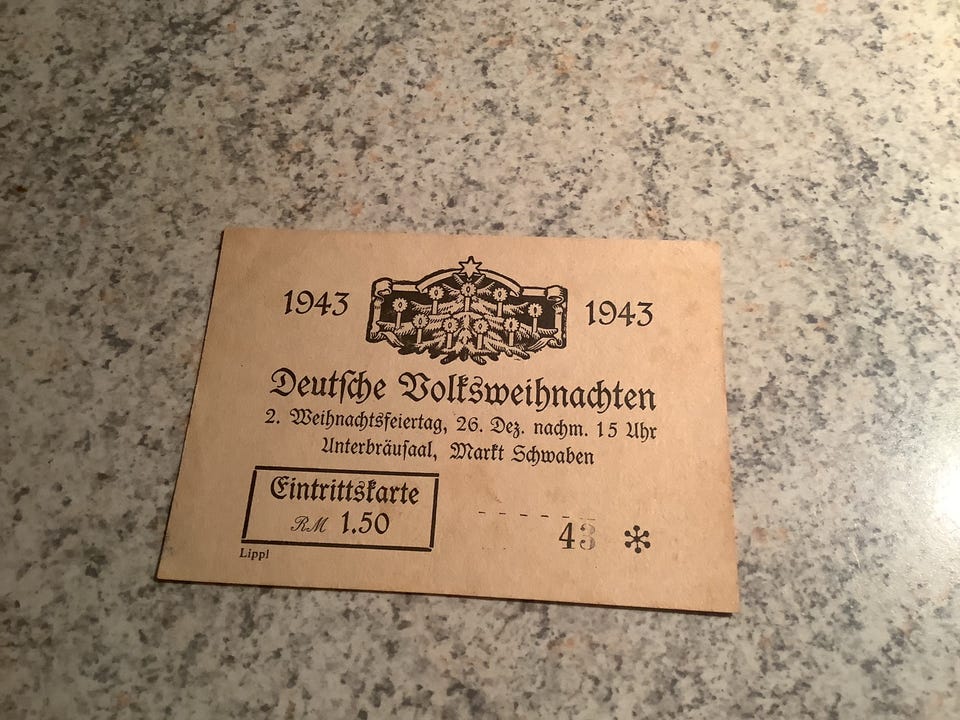 1943 1943
Deutsche Volksweihnachten
2. Weihnachtsfeiertag, 26. Dez. nachm. 15 Uhr
Unterbräusaal, Markt Schwaben
Eintrittskarte
RM 1.50
43 *
Lippl